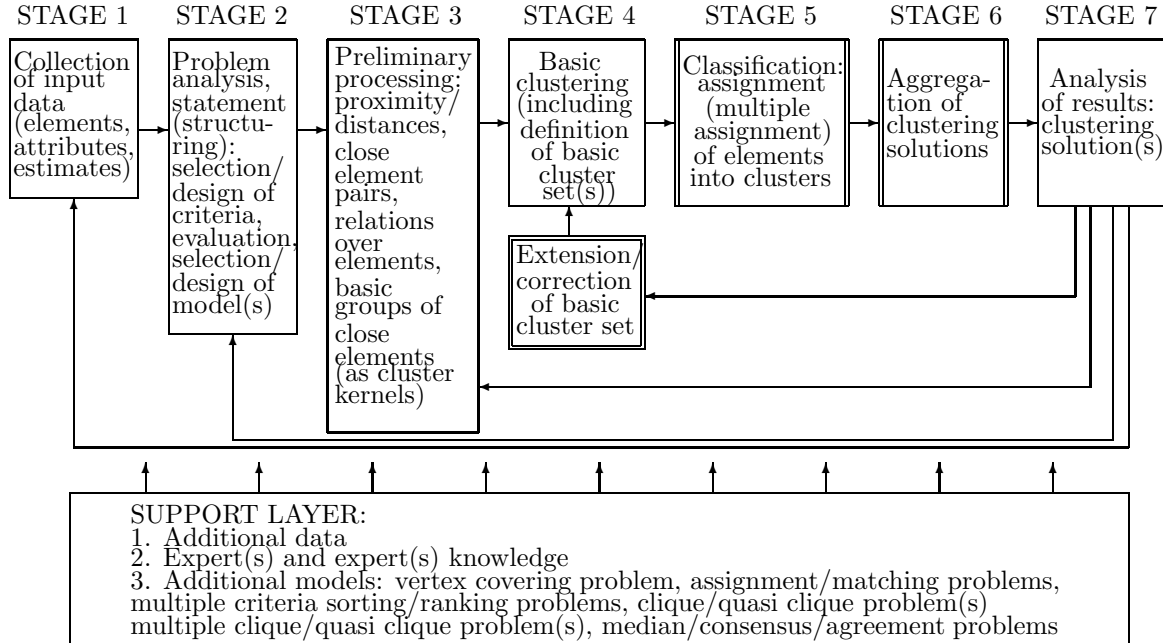 STAGE 1
STAGE 2
STAGE 3
STAGE 4
STAGE 5
STAGE 6
STAGE 7
Collection
of input
data
(elements,
attributes,
estimates)
Problem
analysis,
statement
(structu-
ring):
selection/
design of
criteria,
evaluation,
selection/
design of
model(s)
Preliminary
processing:
proximity/
distances,
close
element
pairs,
relations
over
elements,
basic
groups of
close
elements
(as cluster
kernels)
Basic
clustering
(including
definition
of basic
cluster
set(s))
Extension/
correction
of basic
cluster set
Classification:
assignment
(multiple
assignment)
of elements
into clusters
Aggrega-
tion of
clustering
solutions
Analysis
of results:
clustering
solution(s)
SUPPORT LAYER:
1. Additional data
2. Expert(s) and expert(s) knowledge
3. Additional models: vertex covering problem, assignment/matching problems,
multiple criteria sorting/ranking problems, clique/quasi clique problem(s)
multiple clique/quasi clique problem(s), median/consensus/agreement problems